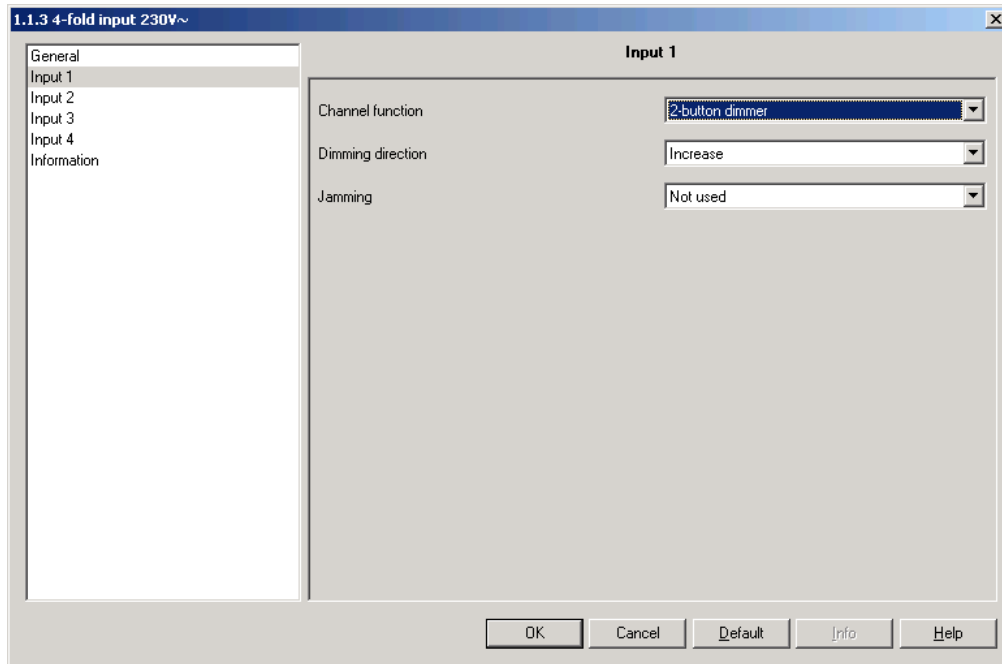 1.1.3 4-fold input 230V~
General
Input 1
Input 2
Input 3
Input 4
Information
Input 1
Channel function
2-button dimmer
Dimming direction
Increase
Jamming
Not used
OK
Cancel
Default
Info
Help